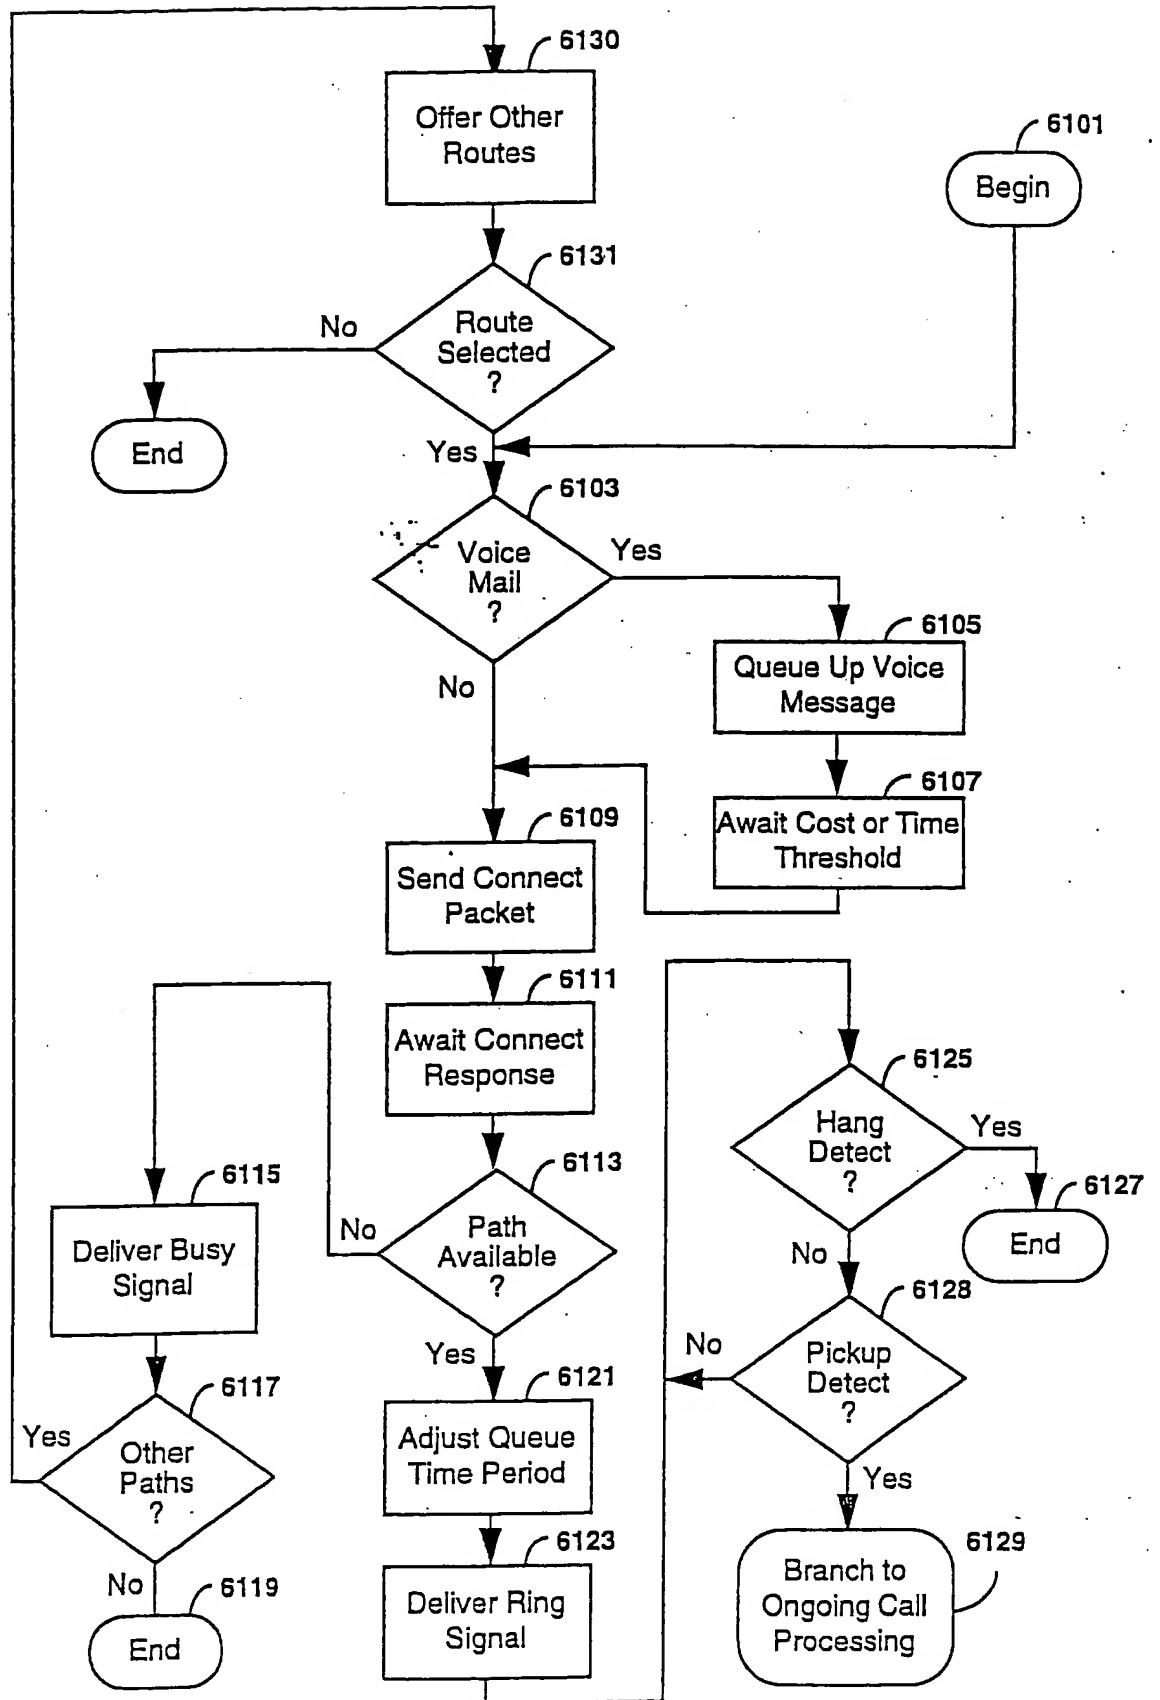 6130
Offer Other
Routes
6101
Begin
6131
Route
Selected
?
No
End
Yes
6103
Voice
Mail
?
Yes
No
6105
Queue Up Voice
Message
6107
Await Cost or Time
Threshold
6109
Send Connect
Packet
6111
Await Connect
Response
6113
Path
Available
?
No
Yes
6115
Deliver Busy
Signal
6117
Other
Paths
?
Yes
No
6119
End
6121
Adjust Queue
Time Period
6123
Deliver Ring
Signal
6125
Hang
Detect
?
Yes
6127
End
No
6128
Pickup
Detect
?
No
Yes
6129
Branch to
Ongoing Call
Processing